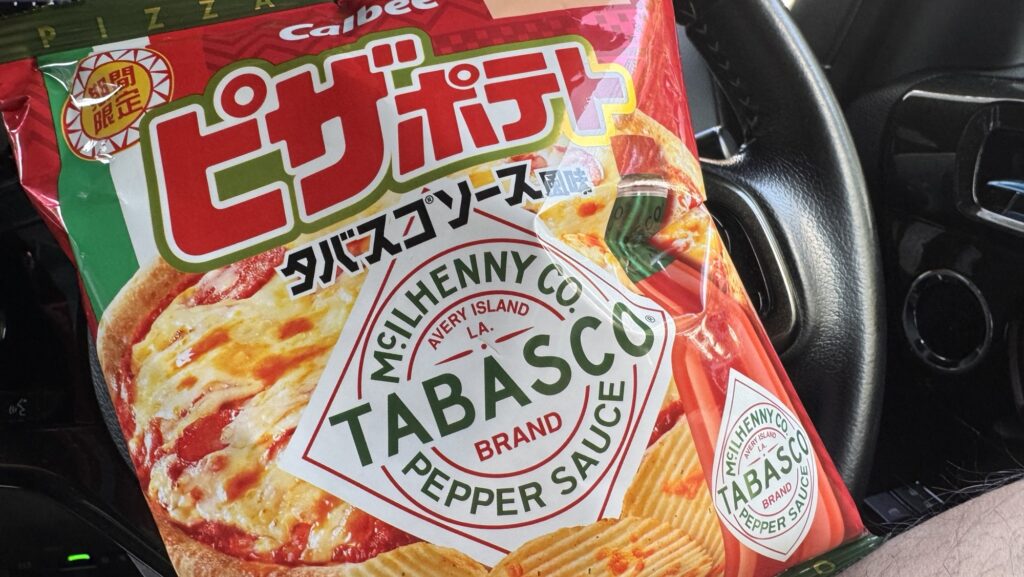 PIZZA
Calbee
期間
限定
ピザポテト
タバスコ®ソース風味
McILHENNY CO.
AVERY ISLAND
LA.
TABASCO®
BRAND
PEPPER SAUCE
McILHENNY CO.
AVERY ISLAND
LA.
TABASCO
BRAND
PEPPER SAUCE